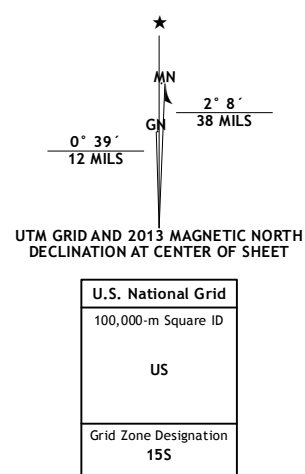 ★
MN
GN
2° 8´
38 MILS
0° 39´
12 MILS
UTM GRID AND 2013 MAGNETIC NORTH
DECLINATION AT CENTER OF SHEET
U.S. National Grid
100,000-m Square ID
US
Grid Zone Designation
15S